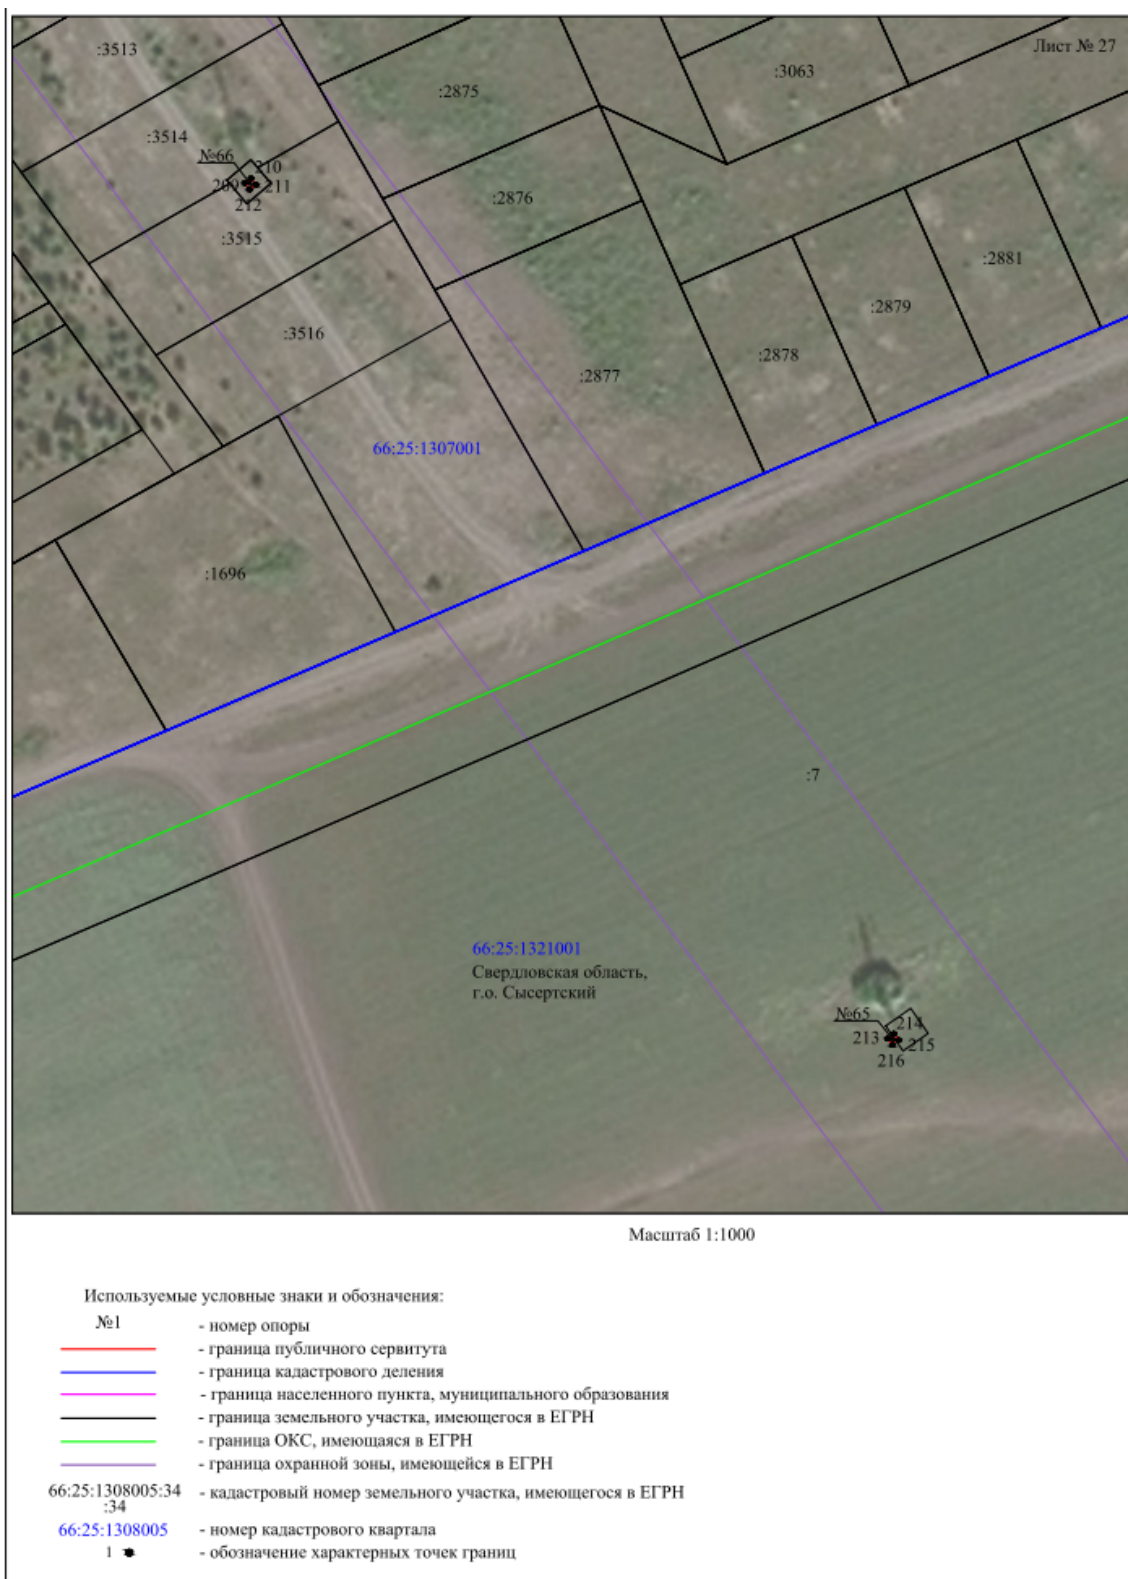 :3513
Лист № 27
:3063
:2875
:3514
№66
210
209
211
212
:2876
:3515
:2881
:2879
:3516
:2878
:2877
66:25:1307001
:1696
:7
66:25:1321001
Свердловская область,
г.о. Сысертский
№65
214
213
215
216
Масштаб 1:1000
Используемые условные знаки и обозначения:
№1 - номер опоры
- граница публичного сервитута
- граница кадастрового деления
- граница населенного пункта, муниципального образования
- граница земельного участка, имеющегося в ЕГРН
- граница ОКС, имеющаяся в ЕГРН
- граница охранной зоны, имеющейся в ЕГРН
66:25:1308005:34 - кадастровый номер земельного участка, имеющегося в ЕГРН
:34
66:25:1308005 - номер кадастрового квартала
1 - обозначение характерных точек границ